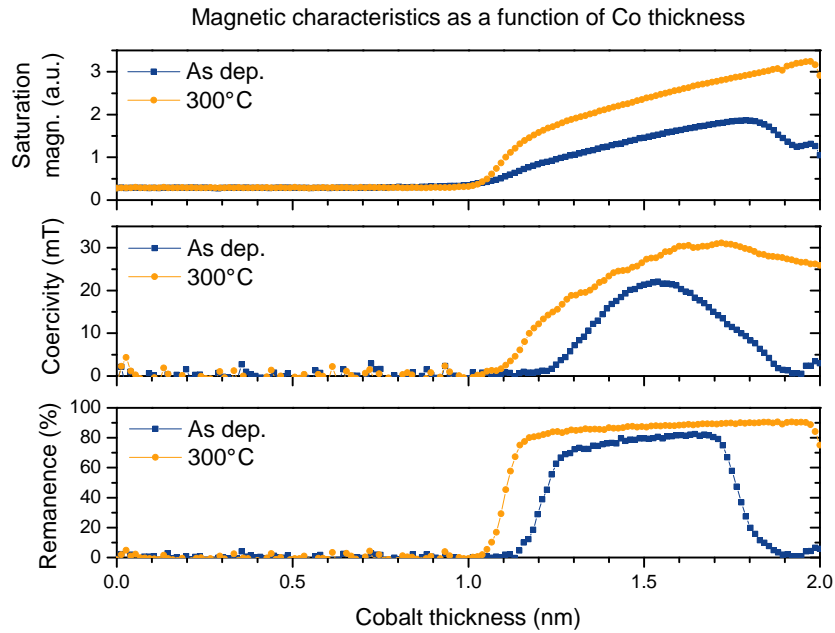 Magnetic characteristics as a function of Co thickness
Saturation
magn. (a.u.)
3
2
1
0
As dep.
300°C
Coercivity (mT)
30
20
10
0
As dep.
300°C
Remanence (%)
100
80
60
40
20
0
As dep.
300°C
0.0
0.5
1.0
1.5
2.0
Cobalt thickness (nm)